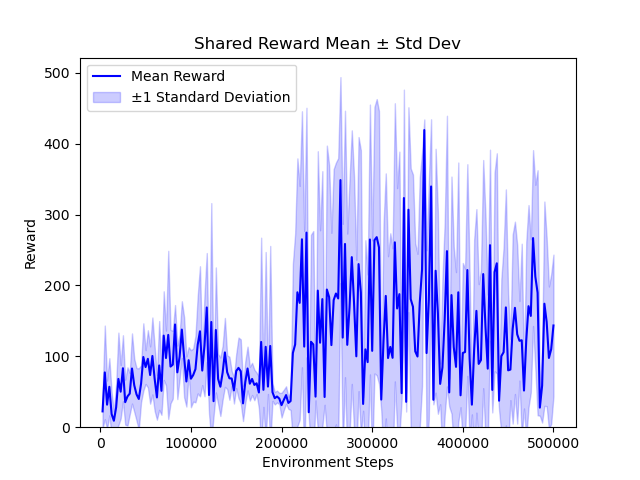 Shared Reward Mean ± Std Dev
Mean Reward
±1 Standard Deviation
Reward
500
400
300
200
100
0
0 100000 200000 300000 400000 500000
Environment Steps